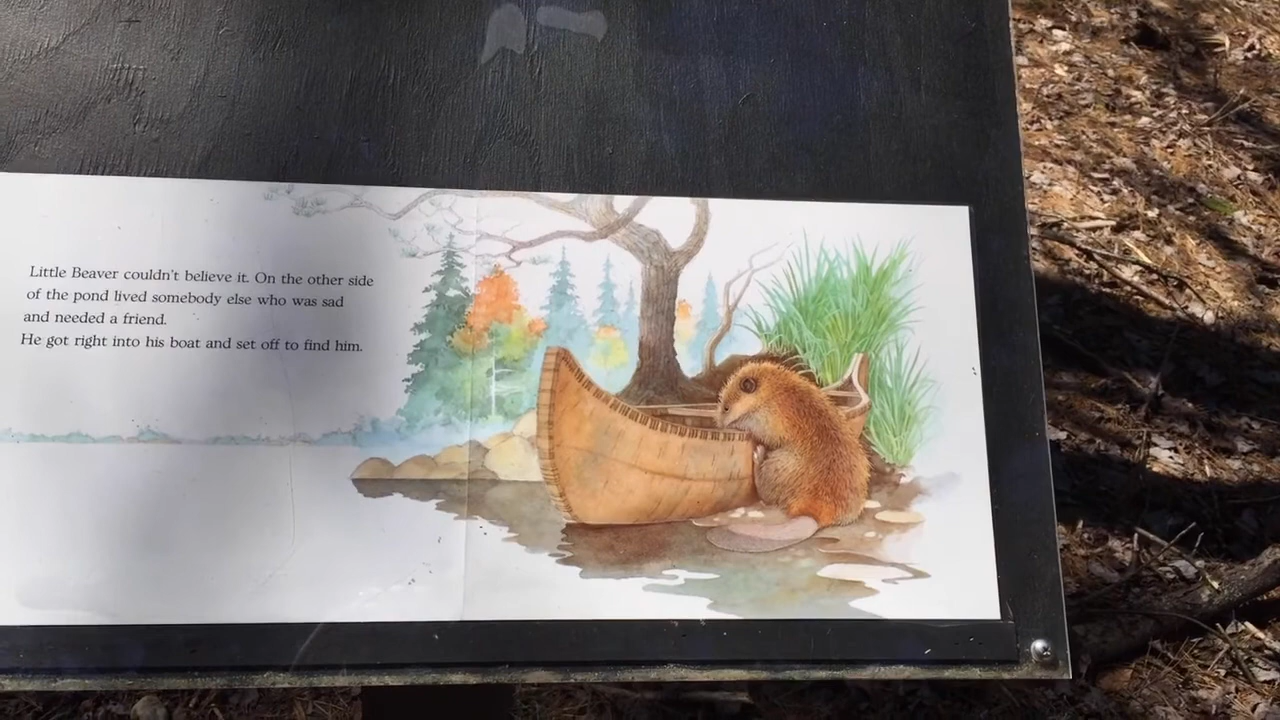 Little Beaver couldn't believe it. On the other side
of the pond lived somebody else who was sad
and needed a friend.
He got right into his boat and set off to find him.